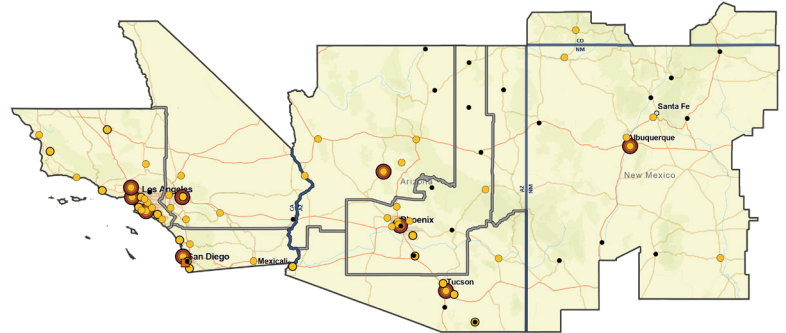 CO
NM
Santa Fe
Albuquerque
Los Angeles
Arizona
AZ
NM
New Mexico
CA
AZ
Phoenix
San Diego
Mexicali
Tucson